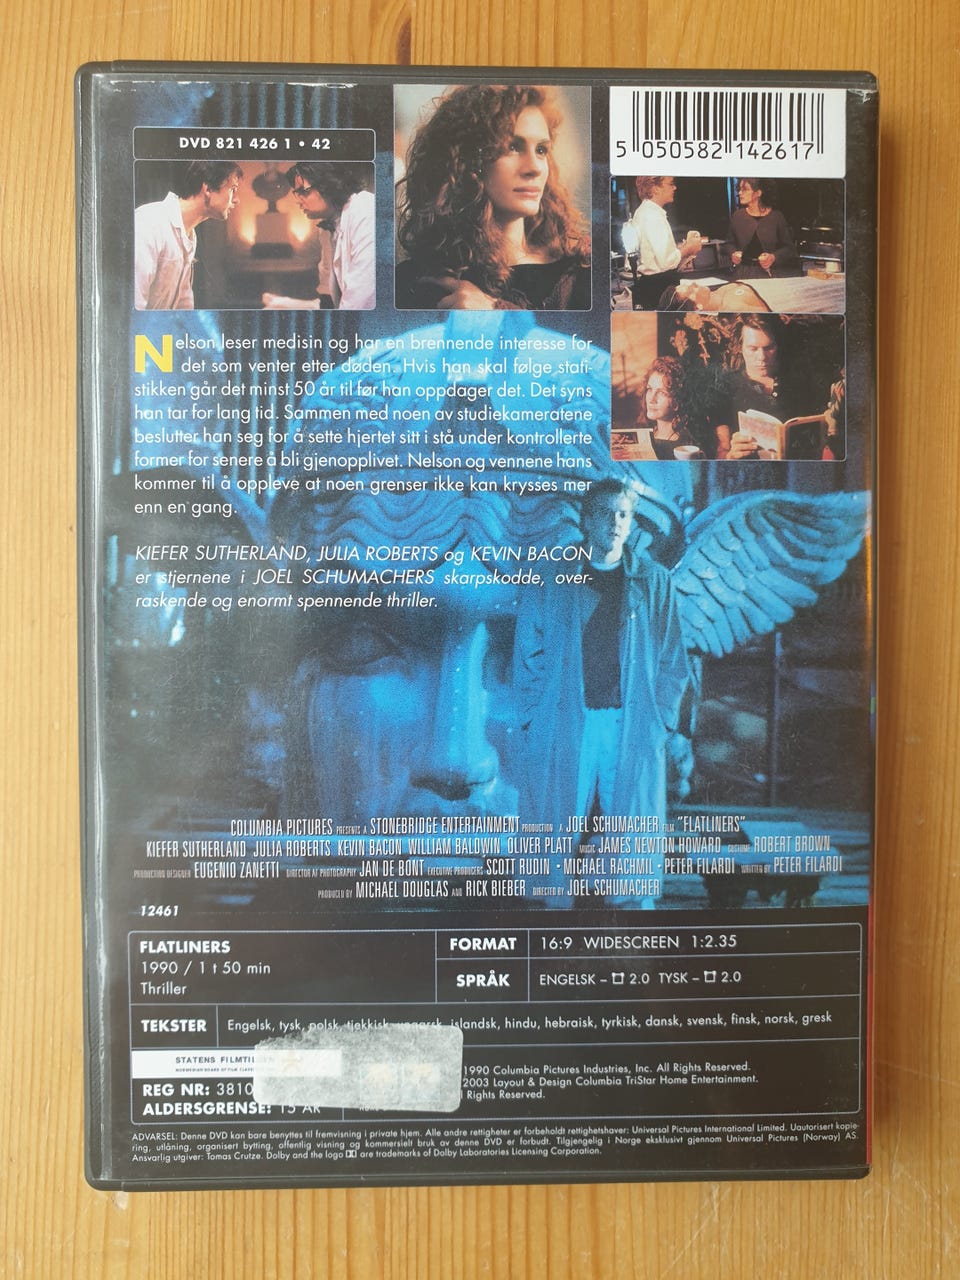 DVD 821 426 1 • 42
5 050582 142617
Nelson leser medisin og har en brennende interesse for
det som venter etter døden. Hvis han skal følge stati-
stikken går det minst 50 år til før han oppdager det. Det syns
han tar for lang tid. Sammen med noen av studiekameratene
beslutter han seg for å sette hjertet sitt i stå under kontrollerte
former for senere å bli gjenopplivet. Nelson og vennene hans
kommer til å oppleve at noen grenser ikke kan krysses mer
enn en gang.
KIEFER SUTHERLAND, JULIA ROBERTS og KEVIN BACON
er stjernene i JOEL SCHUMACHERS skarpskodde, over-
raskende og enormt spennende thriller.
COLUMBIA PICTURES PRESENTS A STONEBRIDGE ENTERTAINMENT PRODUCTION A JOEL SCHUMACHER FILM "FLATLINERS"
KIEFER SUTHERLAND JULIA ROBERTS KEVIN BACON WILLIAM BALDWIN OLIVER PLATT MUSIC JAMES NEWTON HOWARD COSTUME ROBERT BROWN
PRODUCTION DESIGNER EUGENIO ZANETTI DIRECTOR OF PHOTOGRAPHY JAN DE BONT EXECUTIVE PRODUCERS SCOTT RUDIN • MICHAEL RACHMIL • PETER FILARDI WRITTEN BY PETER FILARDI
PRODUCED BY MICHAEL DOUGLAS AND RICK BIEBER DIRECTED BY JOEL SCHUMACHER
12461
FLATLINERS
1990 / 1 t 50 min
Thriller
FORMAT 16:9 WIDESCREEN 1:2.35
SPRÅK ENGELSK – 2.0 TYSK – 2.0
TEKSTER Engelsk, tysk, polsk, tjekkisk, ungarsk, islandsk, hindu, hebraisk, tyrkisk, dansk, svensk, finsk, norsk, gresk
STATENS FILMTIL
NORWEGIAN BOARD OF FILM
REG NR: 3810
ALDERSGRENSE: 15 ÅR
1990 Columbia Pictures Industries, Inc. All Rights Reserved.
2003 Layout & Design Columbia TriStar Home Entertainment.
Rights Reserved.
ADVARSEL: Denne DVD kan bare benyttes til fremvisning i private hjem. Alle andre rettigheter er forbeholdt rettighetshaver: Universal Pictures International Limited. Uautorisert kopie-
ring, utlåning, organisert bytting, offentlig visning og kommersielt bruk av denne DVD er forbudt. Tilgjengelig i Norge eksklusivt gjennom Universal Pictures (Norway) AS.
Ansvarlig utgiver: Tomas Crutze. Dolby and the logo are trademarks of Dolby Laboratories Licensing Corporation.